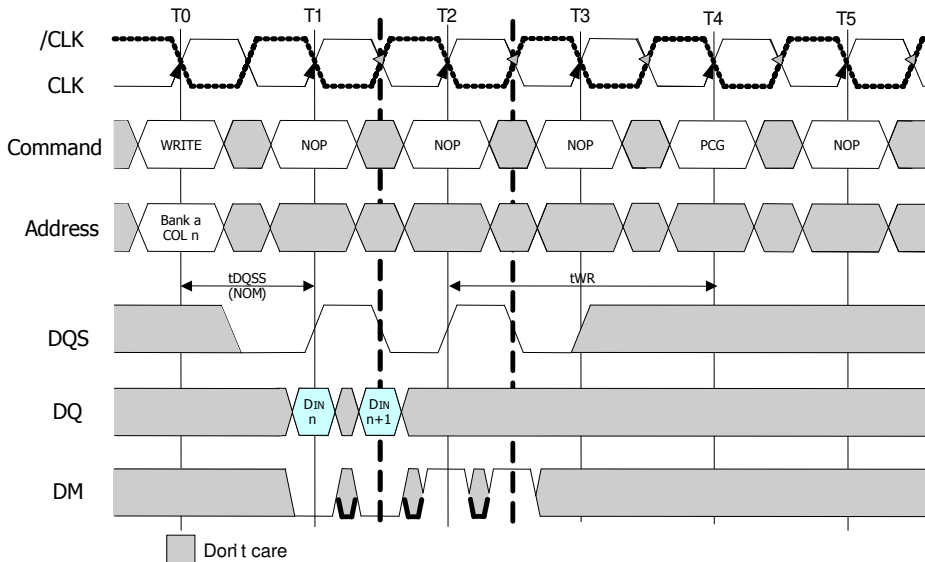 T0 T1 T2 T3 T4 T5
/CLK
CLK
Command WRITE NOP NOP NOP PCG NOP
Address Bank a
COL n
tDQSS
(NOM)
tWR
DQS
DQ DIN
n
DIN
n+1
DM
Don't care